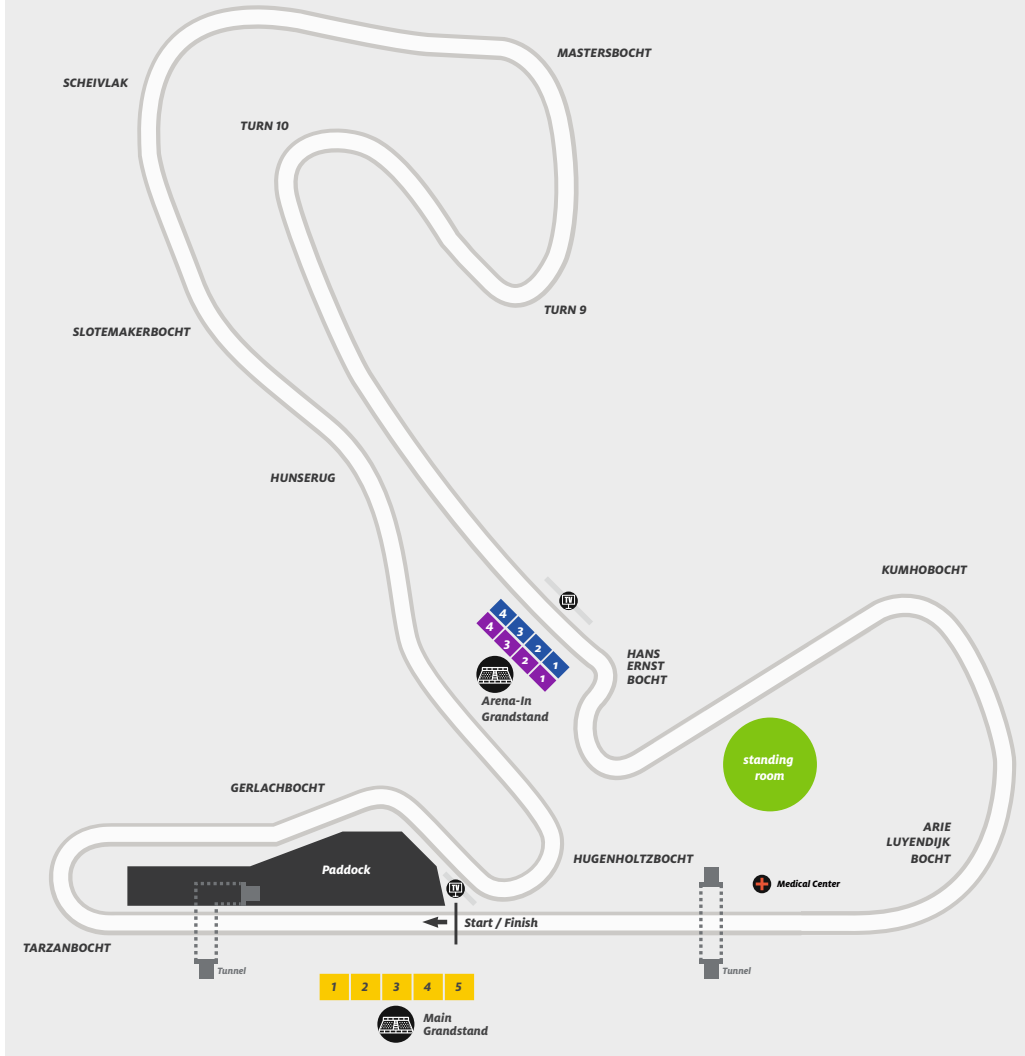 MASTERSBOCHT
SCHEIVLAK
TURN 10
TURN 9
SLOTEMAKERBOCHT
HUNSERUG
KUMHOBOCHT
TV
4
3
2
1
4
3
2
1
HANS
ERNST
BOCHT
Arena-In
Grandstand
standing
room
GERLACHBOCHT
ARIE
LUYENDIJK
BOCHT
HUGENHOLTZBOCHT
Paddock
TV
Medical Center
Start / Finish
TARZANBOCHT
Tunnel
Tunnel
1 2 3 4 5
Main
Grandstand